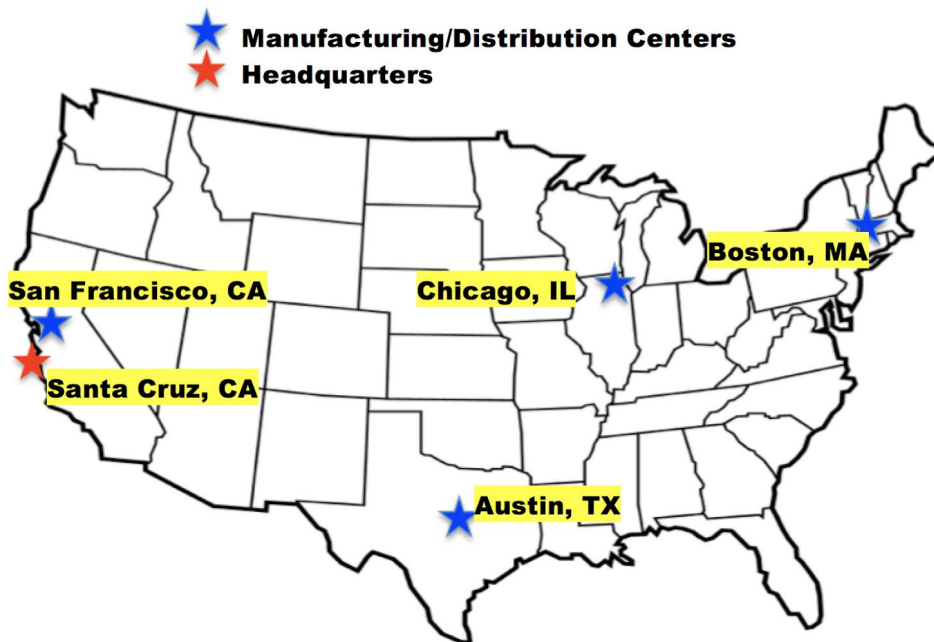 Manufacturing/Distribution Centers
Headquarters
Boston, MA
San Francisco, CA
Chicago, IL
Santa Cruz, CA
Austin, TX